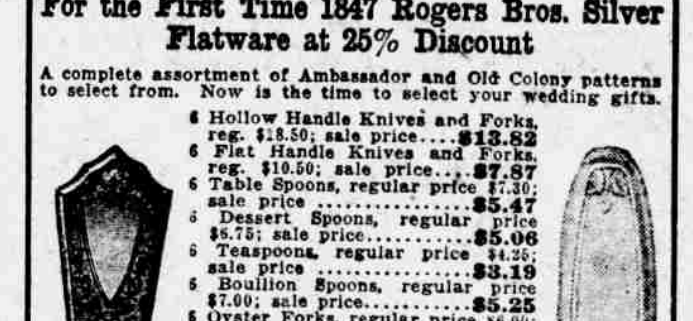 For the First Time 1847 Rogers Bros. Silver
Flatware at 25% Discount
A complete assortment of Ambassador and Old Colony patterns
to select from. Now is the time to select your wedding gifts.
6 Hollow Handle Knives and Forks,
reg. $18.50; sale price....$13.82
6 Flat Handle Knives and Forks,
reg. $10.50; sale price....$7.87
6 Table Spoons, regular price $7.30;
sale price ................$5.47
6 Dessert Spoons, regular price
$6.75; sale price............$5.06
6 Teaspoons, regular price $4.25;
sale price ................$3.19
6 Bouillon Spoons, regular price
$7.00; sale price...........$5.25
6 Oyster Forks, regular price